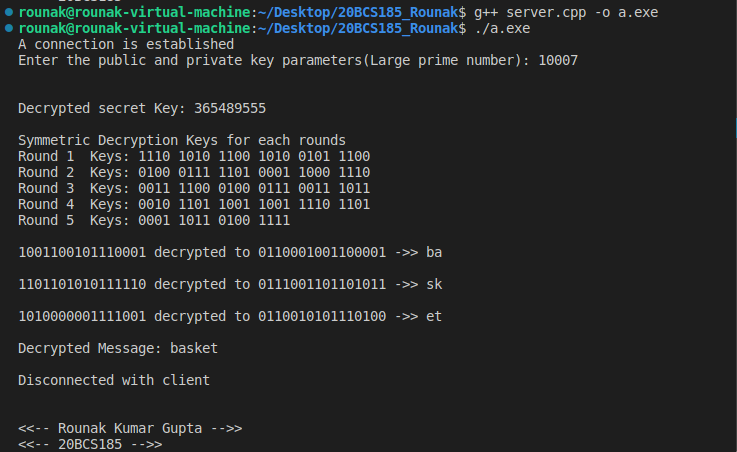 rounak@rounak-virtual-machine:~/Desktop/20BCS185_Rounak$ g++ server.cpp -o a.exe
rounak@rounak-virtual-machine:~/Desktop/20BCS185_Rounak$ ./a.exe
A connection is established
Enter the public and private key parameters(Large prime number): 10007
Decrypted secret Key: 365489555
Symmetric Decryption Keys for each rounds
Round 1  Keys: 1110 1010 1100 1010 0101 1100
Round 2  Keys: 0100 0111 1101 0001 1000 1110
Round 3  Keys: 0011 1100 0100 0111 0011 1011
Round 4  Keys: 0010 1101 1001 1001 1110 1101
Round 5  Keys: 0001 1011 0100 1111
1001100101110001 decrypted to 0110001001100001 ->> ba
1101101010111110 decrypted to 0111001101101011 ->> sk
1010000001111001 decrypted to 0110010101110100 ->> et
Decrypted Message: basket
Disconnected with client
<<-- Rounak Kumar Gupta -->>
<<-- 20BCS185 -->>